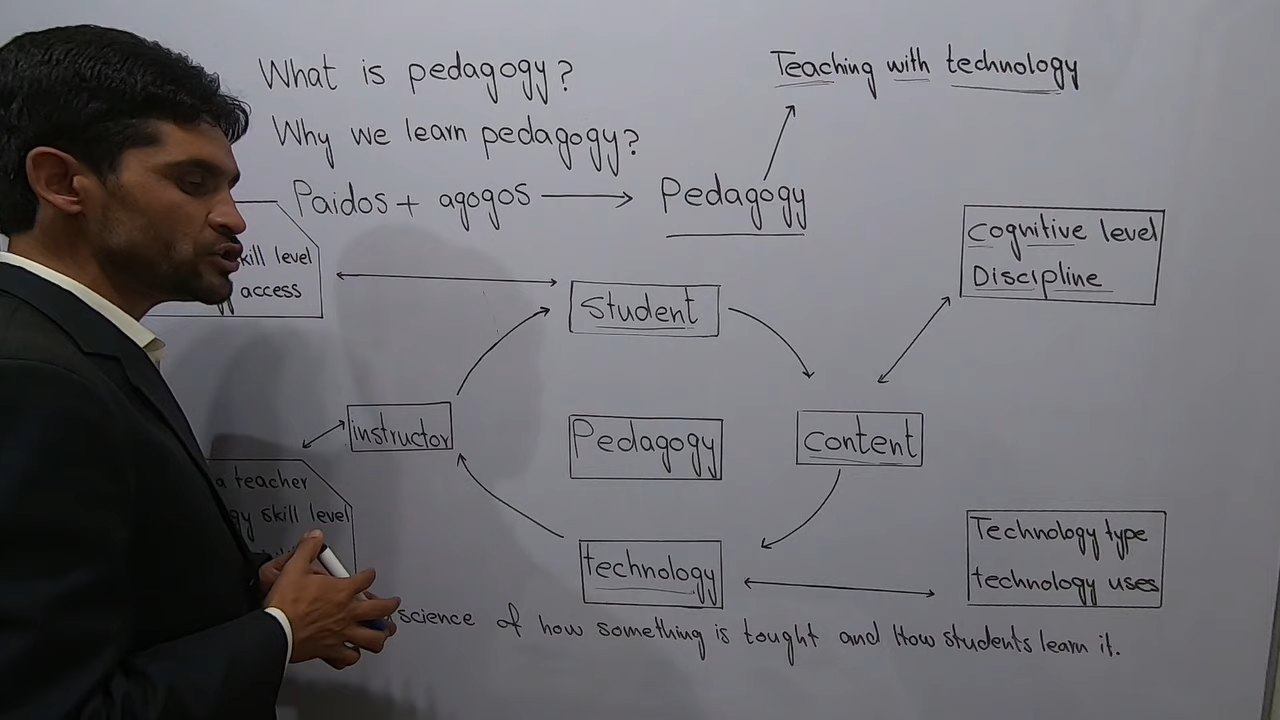 What is pedagogy?
Teaching with technology
Why we learn pedagogy?
Paidos + agogos
Pedagogy
level
access
Cognitive level
Discipline
Student
instructor
Pedagogy
content
a teacher
skill level
technology
Technology type
technology uses
science of how something is tought and How students learn it.